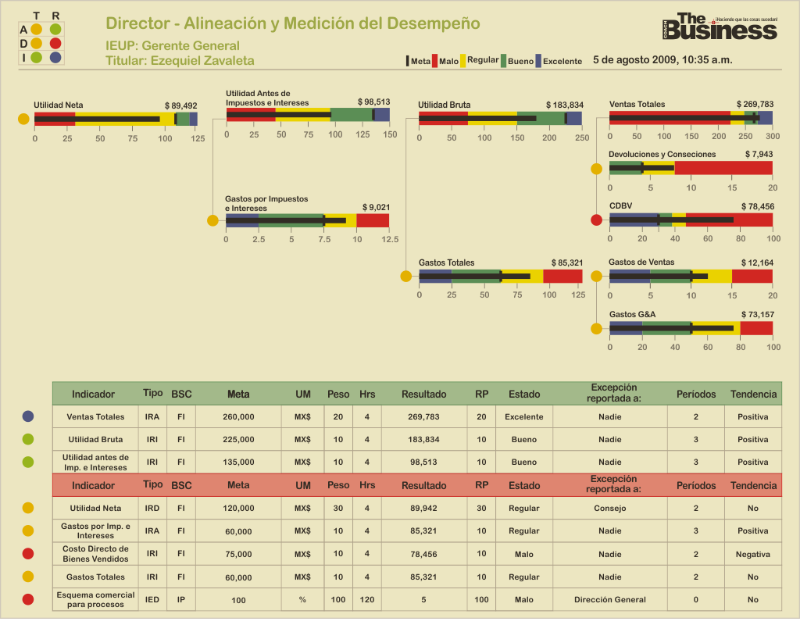 T R
A
D
I
Director - Alineación y Medición del Desempeño
IEUP: Gerente General
Titular: Ezequiel Zavaleta
The Business
Haciendo que las cosas sucedan!
Meta Malo Regular Bueno Excelente
5 de agosto 2009, 10:35 a.m.
Utilidad Neta $ 89,492
0 25 50 75 100 125
Utilidad Antes de
Impuestos e Intereses $ 98,513
0 25 50 75 100 150
Utilidad Bruta $ 183,834
0 50 100 150 200 250
Ventas Totales $ 269,783
0 50 100 150 200 250 300
Devoluciones y Conseciones $ 7,943
0 5 10 15 20
Gastos por Impuestos
e Intereses $ 9,021
0 2.5 5 7.5 10 12.5
CDBV $ 78,456
0 20 40 60 80 100
Gastos Totales $ 85,321
0 25 50 75 100 125
Gastos de Ventas $ 12,164
0 5 10 15 20
Gastos G&A $ 73,157
0 20 40 60 80 100
Indicador Tipo BSC Meta UM Peso Hrs Resultado RP Estado Excepción reportada a: Períodos Tendencia
Ventas Totales IRA FI 260,000 MX$ 20 4 269,783 20 Excelente Nadie 2 Positiva
Utilidad Bruta IRI FI 225,000 MX$ 10 4 183,834 10 Bueno Nadie 3 Positiva
Utilidad antes de Imp. e Intereses IRI FI 135,000 MX$ 10 4 98,513 10 Bueno Nadie 3 Positiva
Indicador Tipo BSC Meta UM Peso Hrs Resultado RP Estado Excepción reportada a: Períodos Tendencia
Utilidad Neta IRD FI 120,000 MX$ 30 4 89,942 30 Regular Consejo 2 No
Gastos por Imp. e Intereses IRA FI 60,000 MX$ 10 4 85,321 10 Regular Nadie 3 Positiva
Costo Directo de Bienes Vendidos IRI FI 75,000 MX$ 10 4 78,456 10 Malo Nadie 2 Negativa
Gastos Totales IRI FI 60,000 MX$ 10 4 85,321 10 Regular Nadie 2 No
Esquema comercial para procesos IED IP 100 % 100 120 5 100 Malo Dirección General 0 No